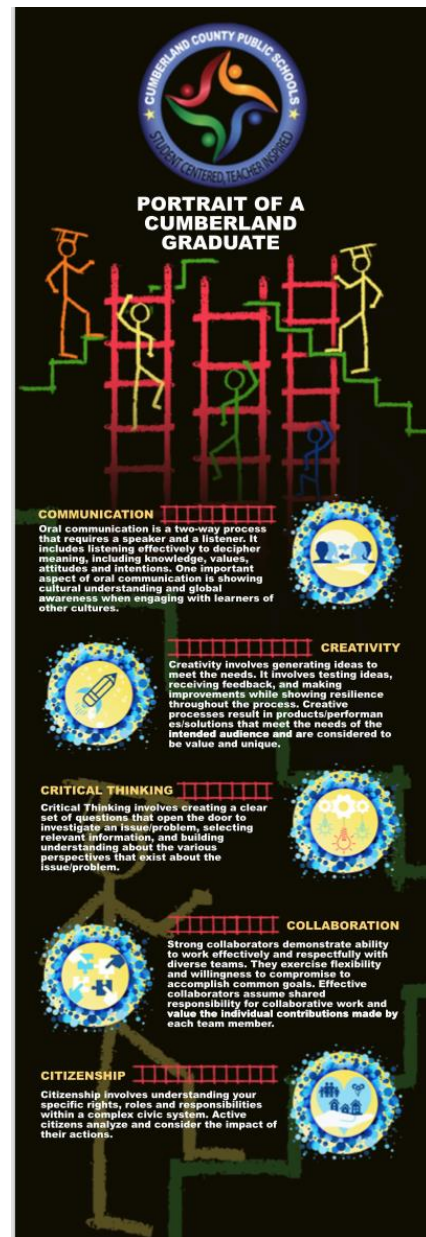 CUMBERLAND COUNTY PUBLIC SCHOOLS
STUDENT CENTERED, TEACHER INSPIRED
PORTRAIT OF A
CUMBERLAND
GRADUATE
COMMUNICATION
Oral communication is a two-way process
that requires a speaker and a listener. It
includes listening effectively to decipher
meaning, including knowledge, values,
attitudes and intentions. One important
aspect of oral communication is showing
cultural understanding and global
awareness when engaging with learners of
other cultures.
CREATIVITY
Creativity involves generating ideas to
meet the needs. It involves testing ideas,
receiving feedback, and making
improvements while showing resilience
throughout the process. Creative
processes result in products/performan
es/solutions that meet the needs of the
intended audience and are considered to
be value and unique.
CRITICAL THINKING
Critical Thinking involves creating a clear
set of questions that open the door to
investigate an issue/problem, selecting
relevant information, and building
understanding about the various
perspectives that exist about the
issue/problem.
COLLABORATION
Strong collaborators demonstrate ability
to work effectively and respectfully with
diverse teams. They exercise flexibility
and willingness to compromise to
accomplish common goals. Effective
collaborators assume shared
responsibility for collaborative work and
value the individual contributions made by
each team member.
CITIZENSHIP
Citizenship involves understanding your
specific rights, roles and responsibilities
within a complex civic system. Active
citizens analyze and consider the impact of
their actions.